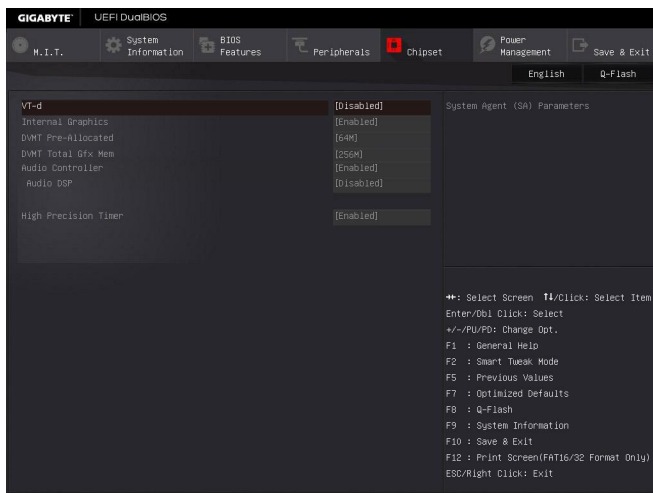 GIGABYTE™ UEFI DualBIOS
M.I.T.
System Information
BIOS Features
Peripherals
Chipset
Power Management
Save & Exit
English Q-Flash
VT-d [Disabled]
Internal Graphics [Enabled]
DVMT Pre-Allocated [64M]
DVMT Total Gfx Mem [256M]
Audio Controller [Enabled]
Audio DSP [Disabled]
High Precision Timer [Enabled]
System Agent (SA) Parameters
→←: Select Screen ↑↓/Click: Select Item
Enter/Dbl Click: Select
+/-/PU/PD: Change Opt.
F1 : General Help
F2 : Smart Tweak Mode
F5 : Previous Values
F7 : Optimized Defaults
F8 : Q-Flash
F9 : System Information
F10 : Save & Exit
F12 : Print Screen(FAT16/32 Format Only)
ESC/Right Click: Exit